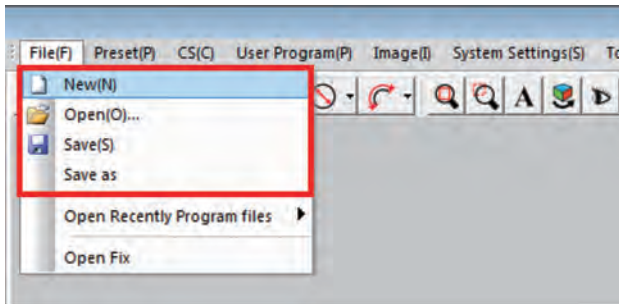 File(F) Preset(P) CS(C) User Program(P) Image(I) System Settings(S)
New(N)
Open(O)...
Save(S)
Save as
Open Recently Program files
Open Fix
A